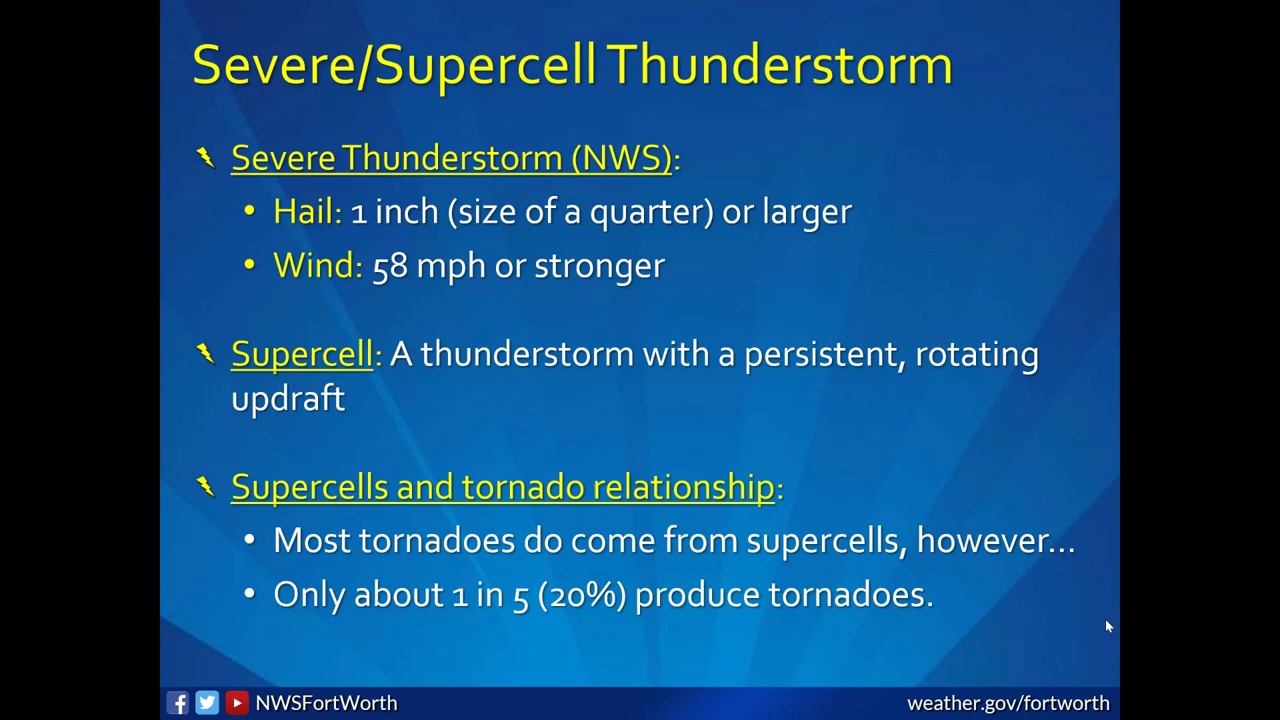 Severe/Supercell Thunderstorm
Severe Thunderstorm (NWS):
• Hail: 1 inch (size of a quarter) or larger
• Wind: 58 mph or stronger
Supercell: A thunderstorm with a persistent, rotating
updraft
Supercells and tornado relationship:
• Most tornadoes do come from supercells, however...
• Only about 1 in 5 (20%) produce tornadoes.
NWSFortWorth
weather.gov/fortworth